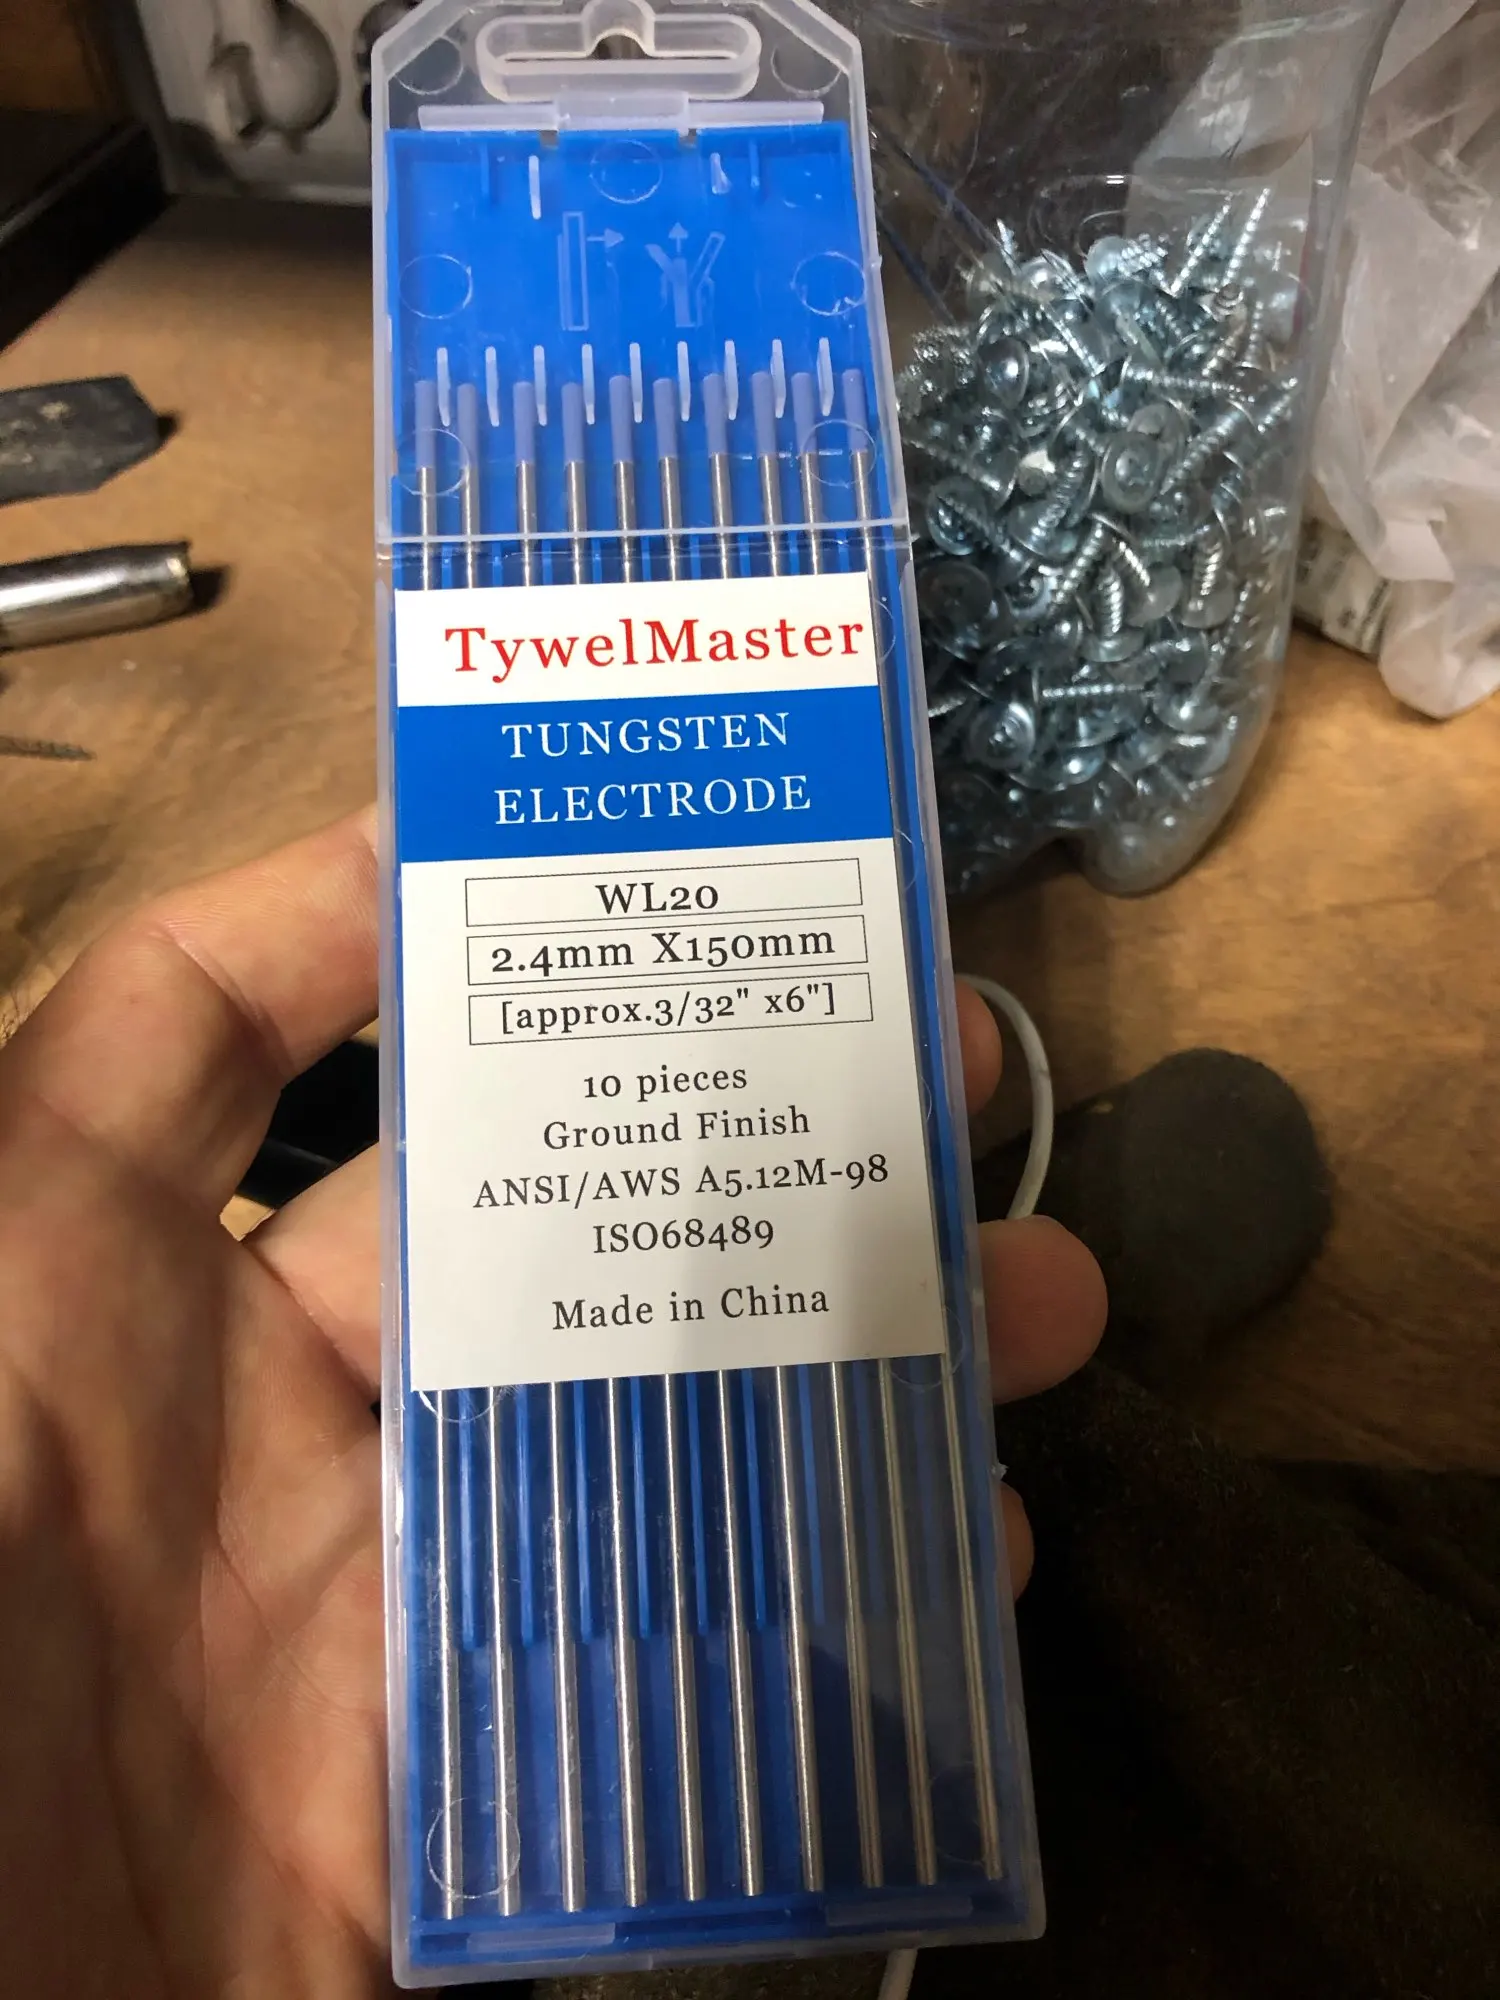 TywelMaster
TUNGSTEN
ELECTRODE
WL20
2.4mm X150mm
[approx.3/32" x6"]
10 pieces
Ground Finish
ANSI/AWS A5.12M-98
ISO68489
Made in China